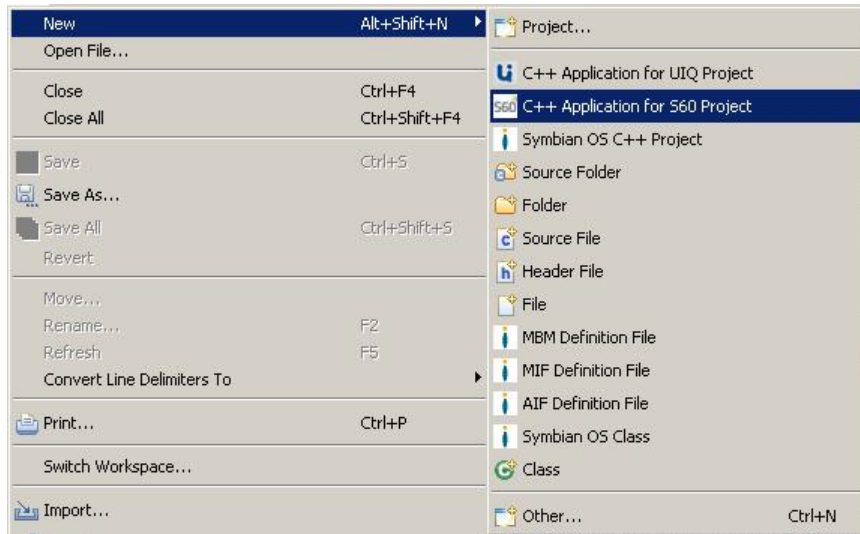 New Alt+Shift+N
Open File...
Close Ctrl+F4
Close All Ctrl+Shift+F4
Save Ctrl+S
Save As...
Save All Ctrl+Shift+S
Revert
Move...
Rename... F2
Refresh F5
Convert Line Delimiters To
Print... Ctrl+P
Switch Workspace...
Import...
Project...
C++ Application for UIQ Project
S60 C++ Application for S60 Project
Symbian OS C++ Project
Source Folder
Folder
Source File
Header File
File
MBM Definition File
MIF Definition File
AIF Definition File
Symbian OS Class
Class
Other... Ctrl+N